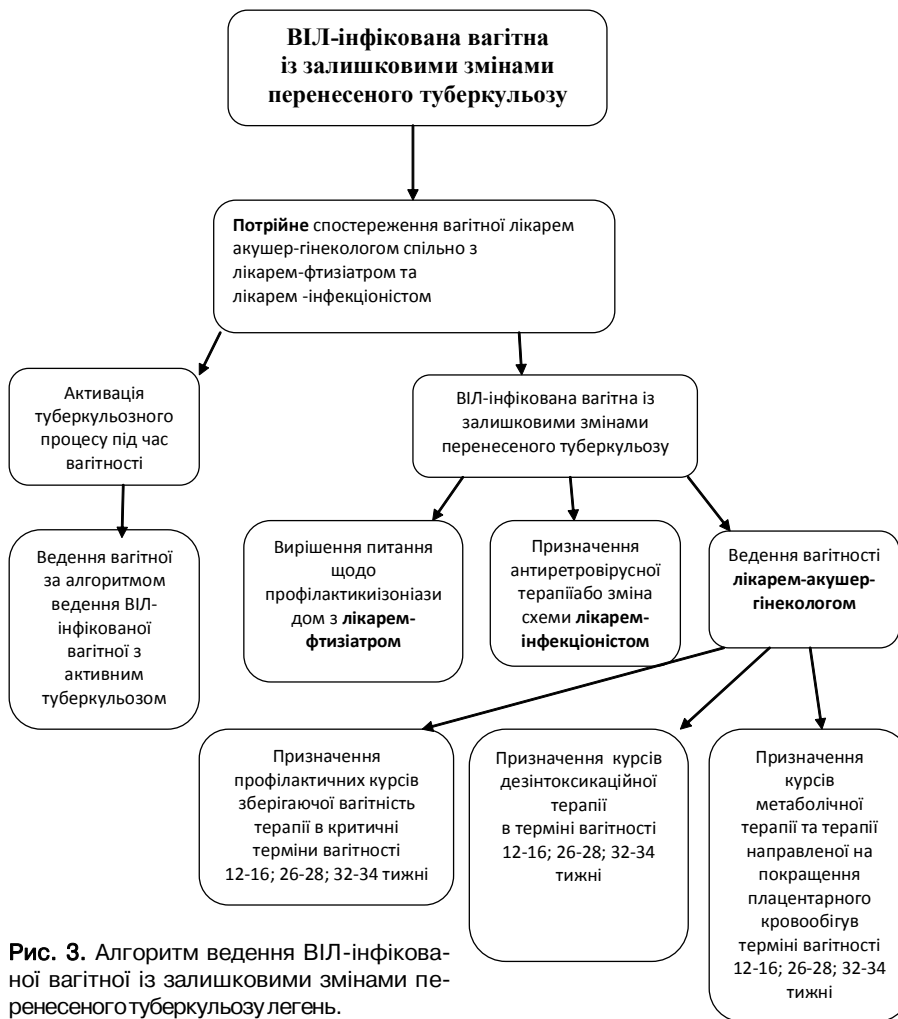 ВІЛ-інфікована вагітна
із залишковими змінами
перенесеного туберкульозу
Потрійне спостереження вагітної лікарем
акушер-гінекологом спільно з
лікарем-фтизіатром та
лікарем -інфекціоністом
Активація
туберкульозного
процесу під час
вагітності
ВІЛ-інфікована вагітна із
залишковими змінами
перенесеного туберкульозу
Ведення вагітної
за алгоритмом
ведення ВІЛ-
інфікованої
вагітної з
активним
туберкульозом
Вирішення питання
щодо
профілактикиізоніази
дом з лікарем-
фтизіатром
Призначення
антиретровірусної
терапіїабо зміна
схеми лікарем-
інфекціоністом
Ведення вагітності
лікарем-акушер-
гінекологом
Призначення
профілактичних курсів
зберігаючої вагітність
терапії в критичні
терміни вагітності
12-16; 26-28; 32-34 тижні
Призначення курсів
дезінтоксикаційної
терапії
в терміні вагітності
12-16; 26-28; 32-34
тижні
Призначення
курсів
метаболічної
терапії та терапії
направленої на
покращення
плацентарного
кровообігув
терміні вагітності
12-16; 26-28; 32-34
тижні
Рис. 3. Алгоритм ведення ВІЛ-інфікова-
ної вагітної із залишковими змінами пе-
ренесеного туберкульозу легень.